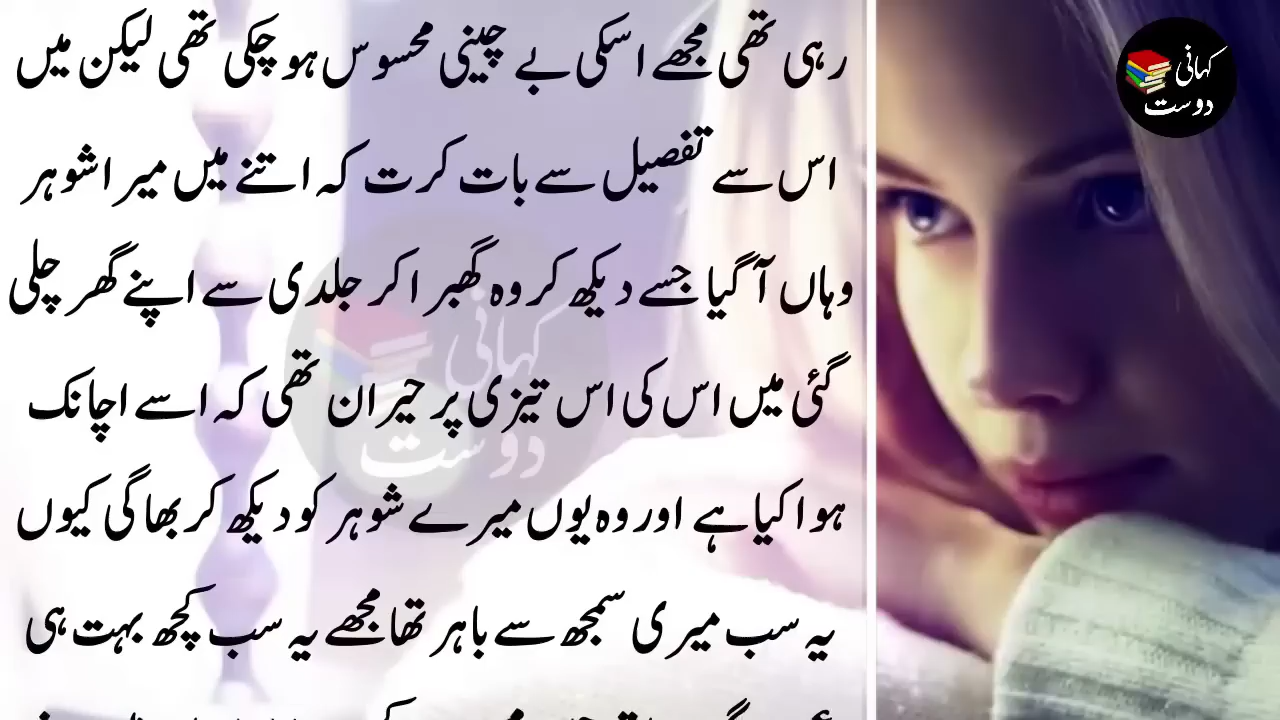 رہی تھی مجھے اسکی بے چینی محسوس ہو چکی تھی لیکن میں
اس سے تفصیل سے بات کرت کہ اتنے میں میرا شوہر
وہاں آ گیا جسے دیکھ کر وہ گھبرا کر جلدی سے اپنے گھر چلی
گئی میں اس کی اس تیزی پر حیران تھی کہ اسے اچانک
ہوا کیا ہے اور وہ یوں میرے شوہر کو دیکھ کر بھاگی کیوں
یہ سب میری سمجھ سے باہر تھا مجھے یہ سب کچھ بہت ہی
کہانی
دوست
کہانی
دوست